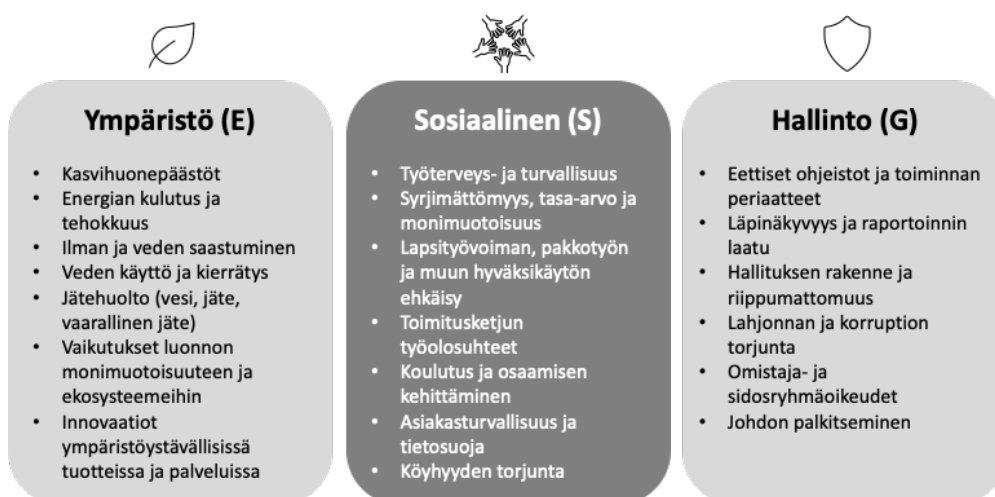 Ympäristö (E)
• Kasvihuonepäästöt
• Energian kulutus ja
tehokkuus
• Ilman ja veden saastuminen
• Veden käyttö ja kierrätys
• Jätehuolto (vesi, jäte,
vaarallinen jäte)
• Vaikutukset luonnon
monimuotoisuuteen ja
ekosysteemeihin
• Innovaatiot
ympäristöystävällisissä
tuotteissa ja palveluissa
Sosiaalinen (S)
• Työterveys- ja turvallisuus
• Syrjimättömyys, tasa-arvo ja
monimuotoisuus
• Lapsityövoiman, pakkotyön
ja muun hyväksikäytön
ehkäisy
• Toimitusketjun
työolosuhteet
• Koulutus ja osaamisen
kehittäminen
• Asiakasturvallisuus ja
tietosuoja
• Köyhyyden torjunta
Hallinto (G)
• Eettiset ohjeistot ja toiminnan
periaatteet
• Läpinäkyvyys ja raportoinnin
laatu
• Hallituksen rakenne ja
riippumattomuus
• Lahjonnan ja korruption
torjunta
• Omistaja- ja
sidosryhmäoikeudet
• Johdon palkitseminen